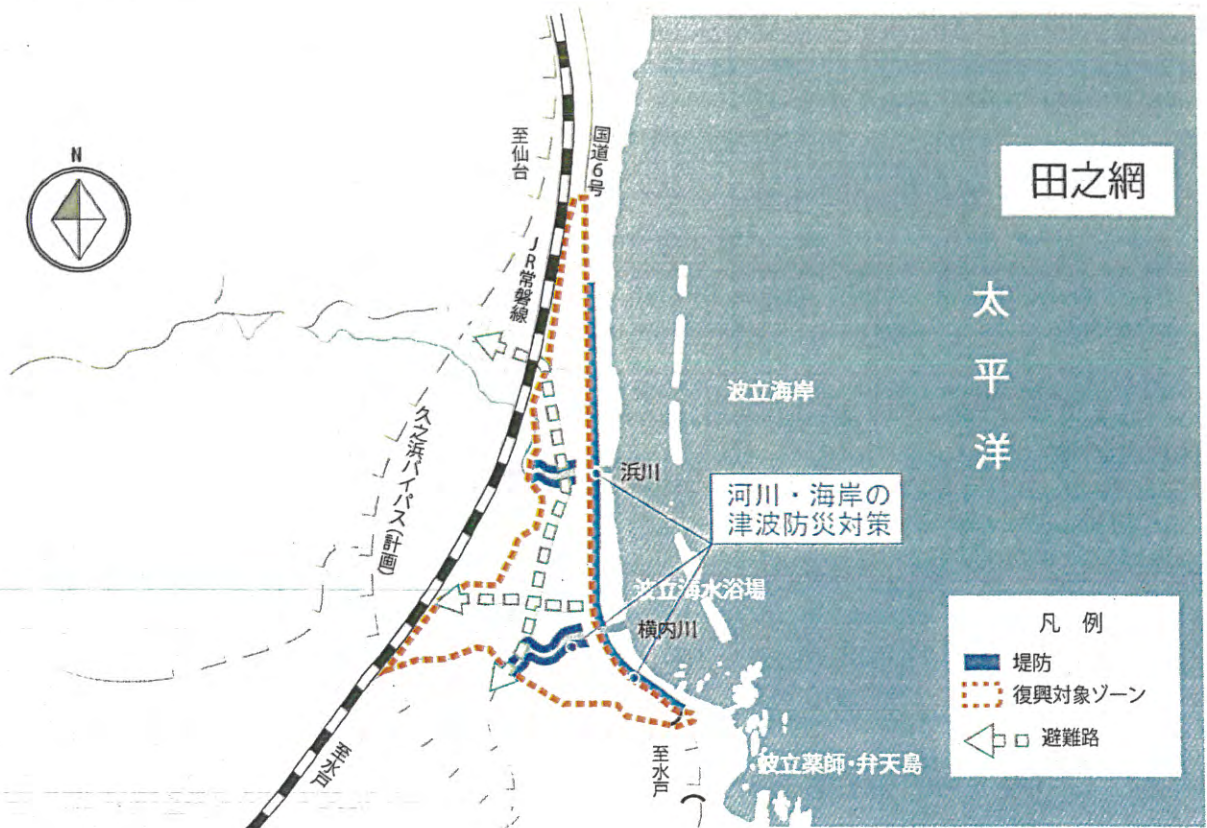 N
至仙台
国道6号
田之網
JR常磐線
太平洋
波立海岸
久之浜バイパス(計画)
浜川
河川・海岸の
津波防災対策
波立海水浴場
横内川
凡 例
堤防
復興対象ゾーン
避難路
至水戸
至水戸
波立薬師・弁天島